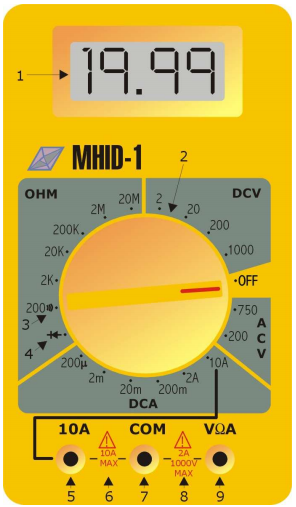 1
19.99
MHID-1
2
OHM
DCV
2M
20M
2
20
200K
200
20K
1000
2K
OFF
200
750
3
A
C
V
4
200
200µ
10A
2m
2A
20m
200m
DCA
10A
COM
VΩA
10A
MAX
2A
1000V
MAX
5
6
7
8
9